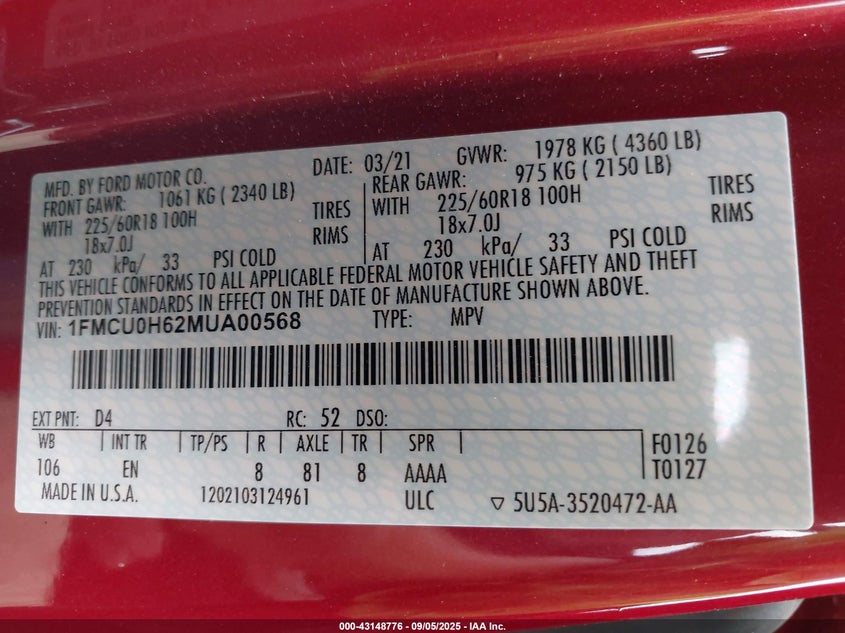 MFD. BY FORD MOTOR CO. DATE: 03/21 GVWR: 1978 KG ( 4360 LB)
FRONT GAWR: 1061 KG ( 2340 LB) REAR GAWR: 975 KG ( 2150 LB)
WITH 225/60R18 100H TIRES WITH 225/60R18 100H TIRES
18x7.0J RIMS 18x7.0J RIMS
AT 230 kPa/ 33 PSI COLD AT 230 kPa/ 33 PSI COLD
THIS VEHICLE CONFORMS TO ALL APPLICABLE FEDERAL MOTOR VEHICLE SAFETY AND THEFT
PREVENTION STANDARDS IN EFFECT ON THE DATE OF MANUFACTURE SHOWN ABOVE.
VIN: 1FMCU0H62MUA00568 TYPE: MPV
EXT PNT: D4 RC: 52 DSO:
WB INT TR TP/PS R AXLE TR SPR F0126
106 EN 8 81 8 AAAA T0127
MADE IN U.S.A. 1202103124961 ULC ▽ 5U5A-3520472-AA
000-43148776 - 09/05/2025 - IAA Inc.